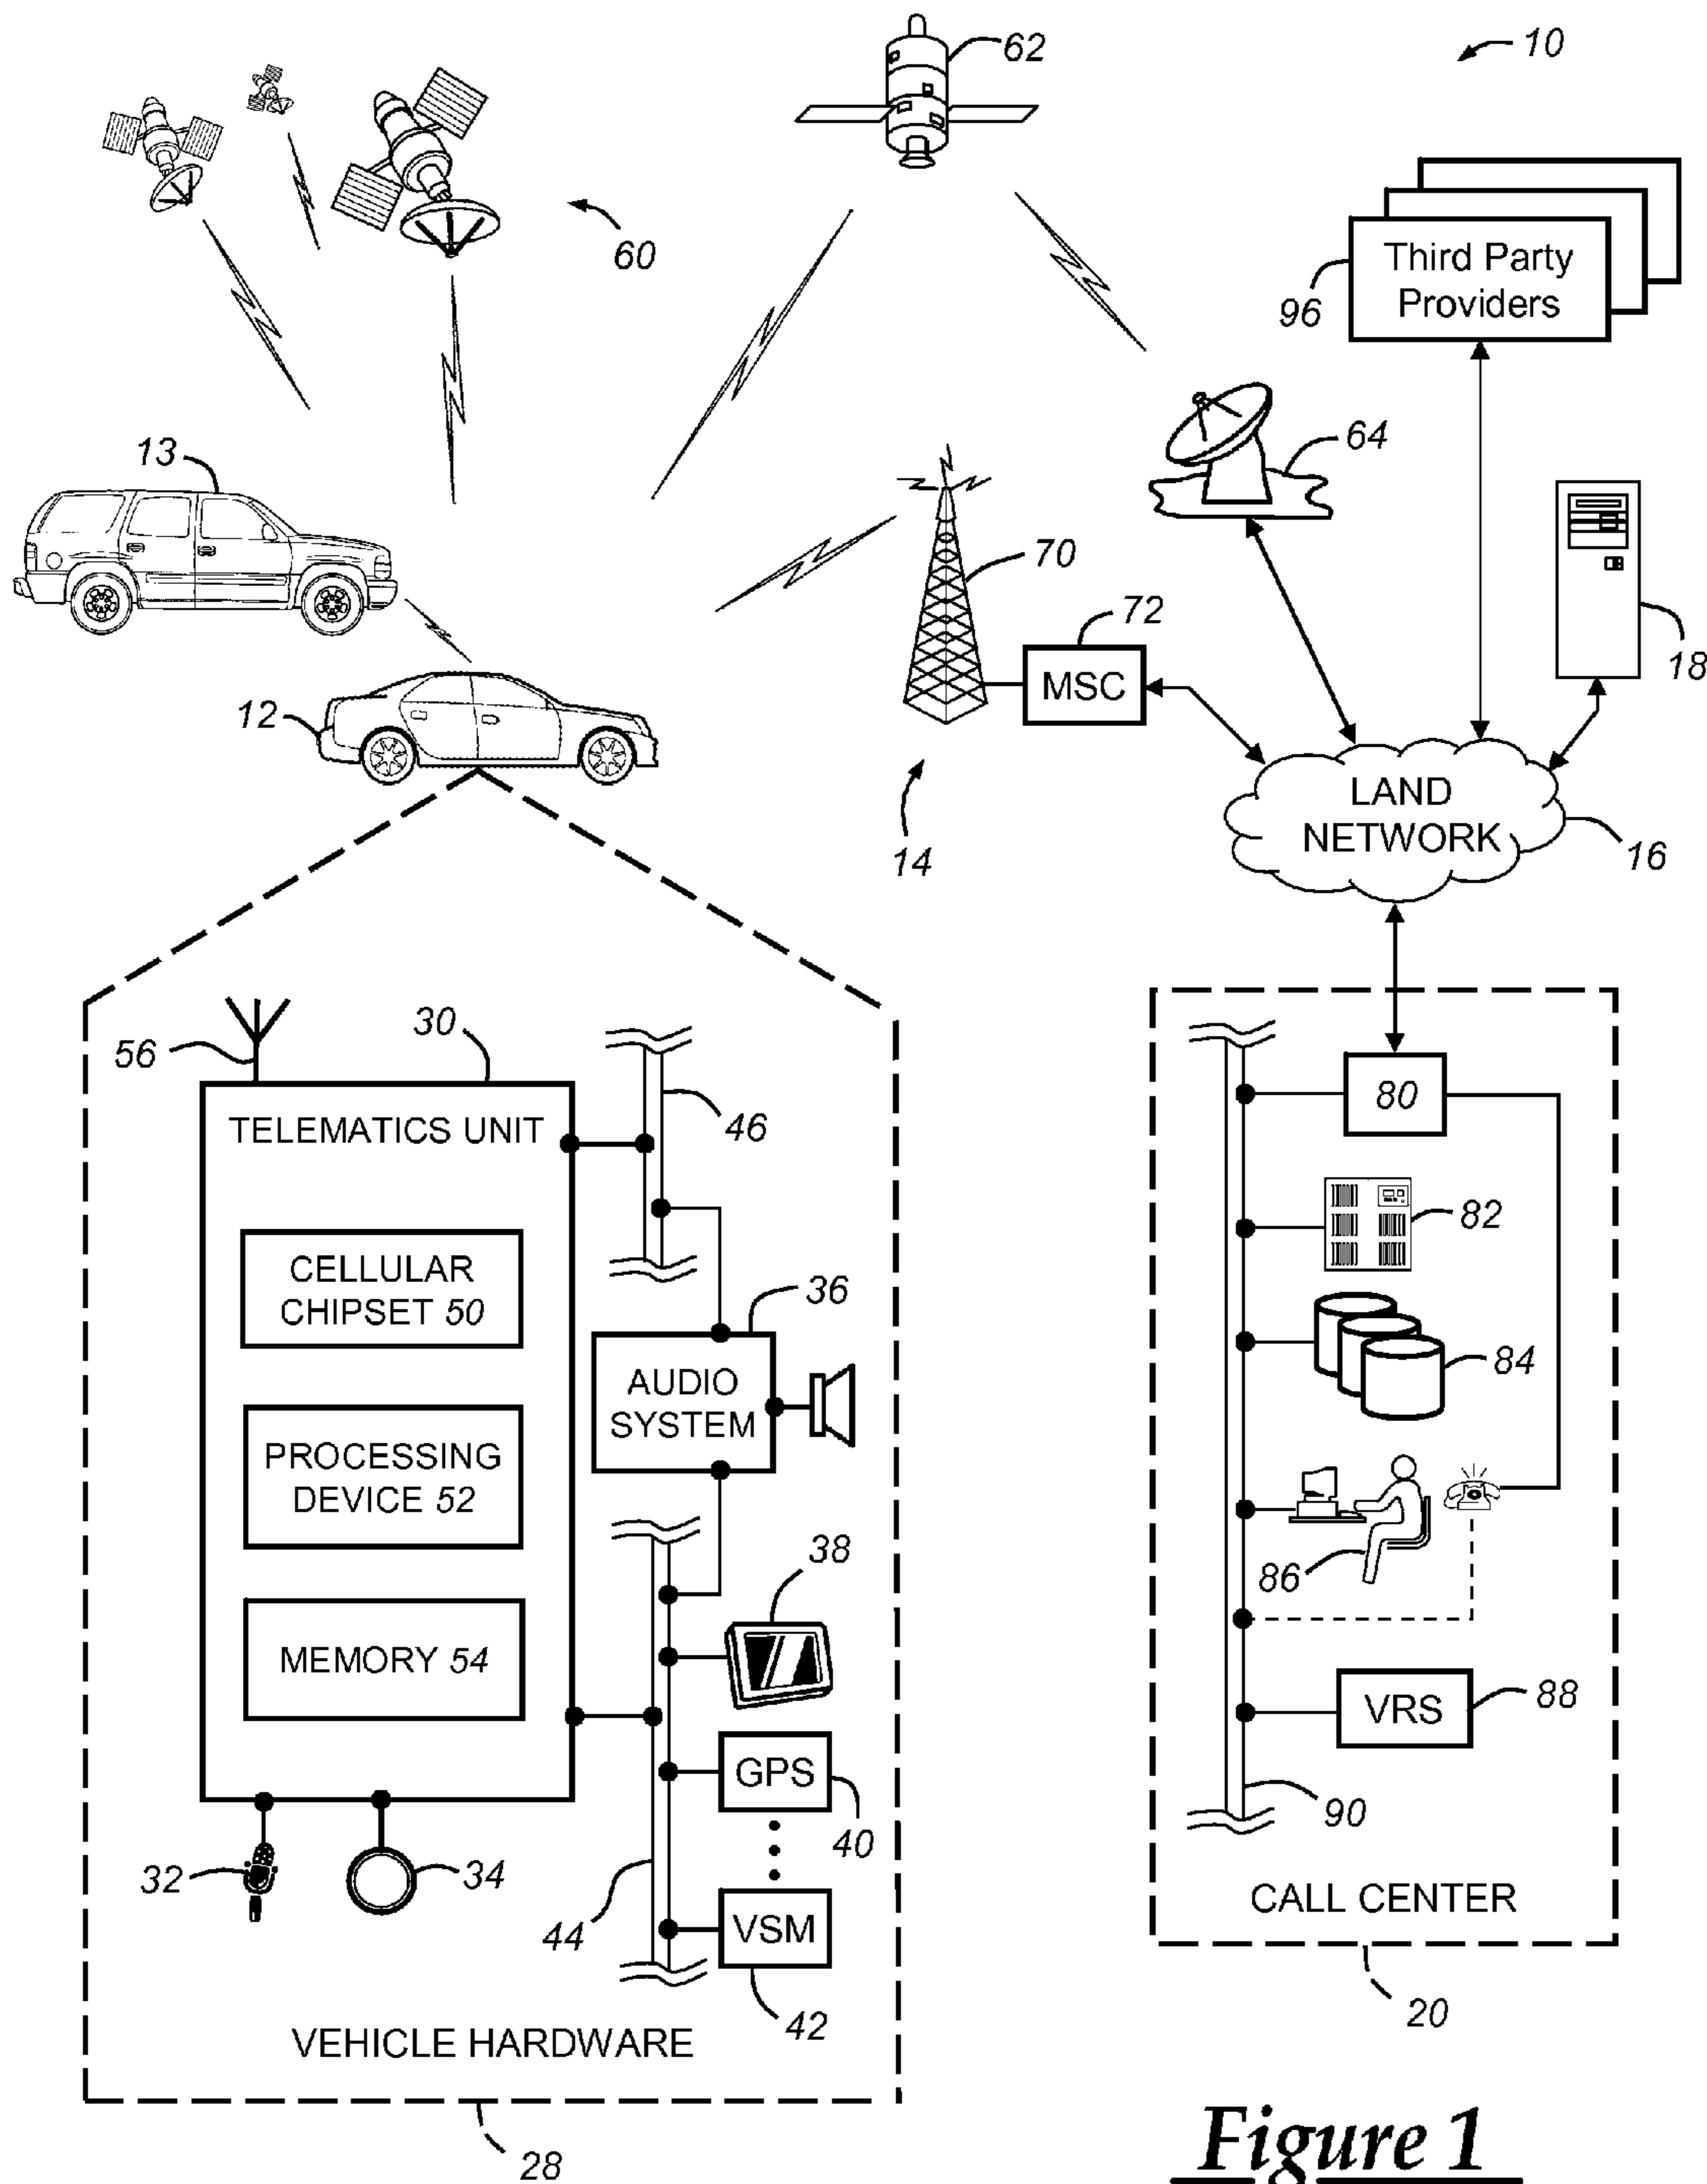 62
10
60
Third Party
Providers
96
13
64
70
72
MSC
18
12
LAND
NETWORK
16
14
30
56
TELEMATICS UNIT
46
80
82
CELLULAR
CHIPSET 50
36
84
AUDIO
SYSTEM
PROCESSING
DEVICE 52
38
86
MEMORY 54
VRS
88
GPS
40
90
32
34
44
VSM
CALL CENTER
42
20
VEHICLE HARDWARE
28
Figure 1